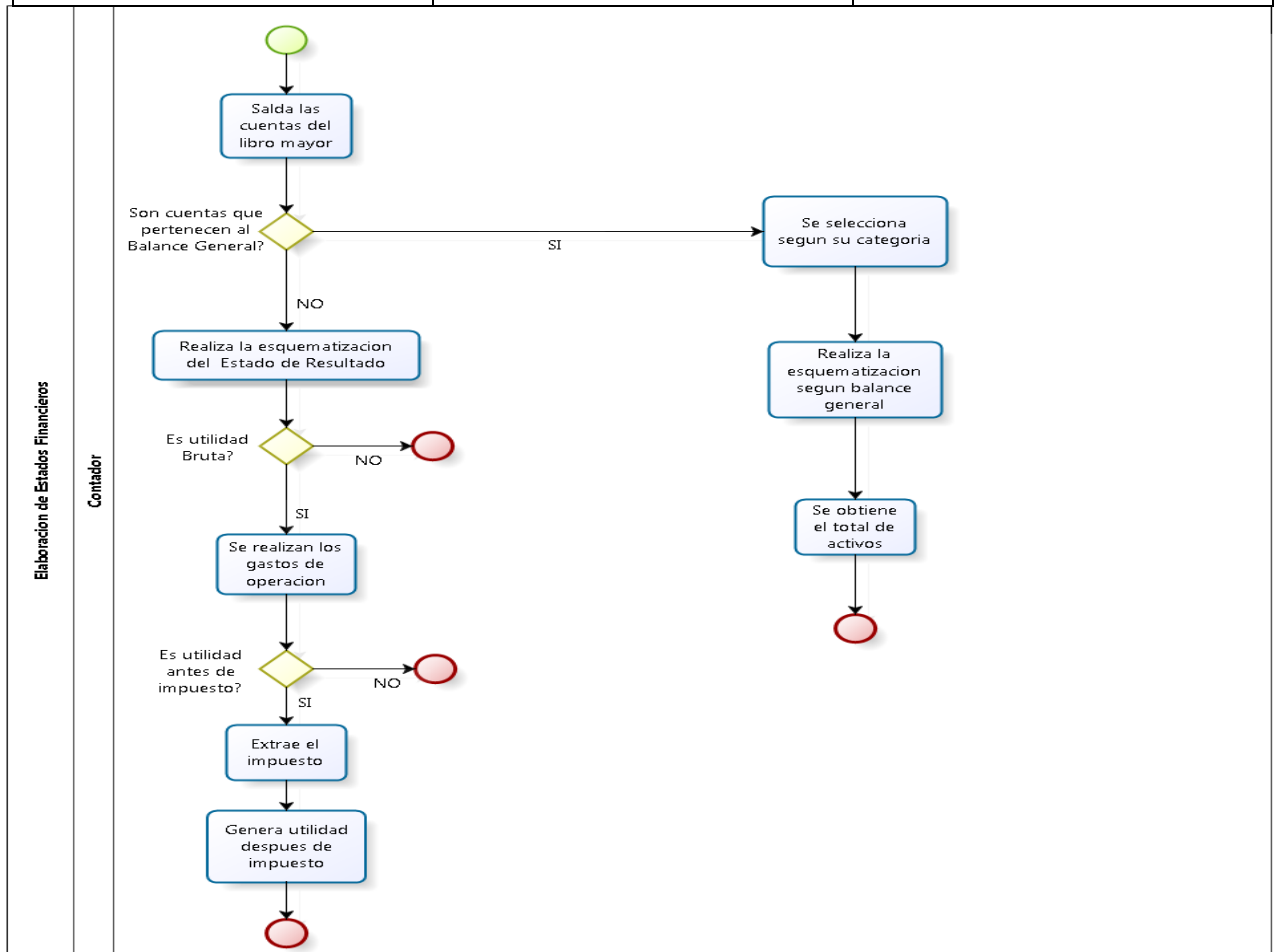 Elaboracion de Estados Financieros
Contador
Salda las
cuentas del
libro mayor
Son cuentas que
pertenecen al
Balance General?
SI
Se selecciona
segun su categoria
NO
Realiza la esquematizacion
del Estado de Resultado
Realiza la
esquematizacion
segun balance
general
Es utilidad
Bruta?
NO
SI
Se obtiene
el total de
activos
Se realizan los
gastos de
operacion
Es utilidad
antes de
impuesto?
NO
SI
Extrae el
impuesto
Genera utilidad
despues de
impuesto